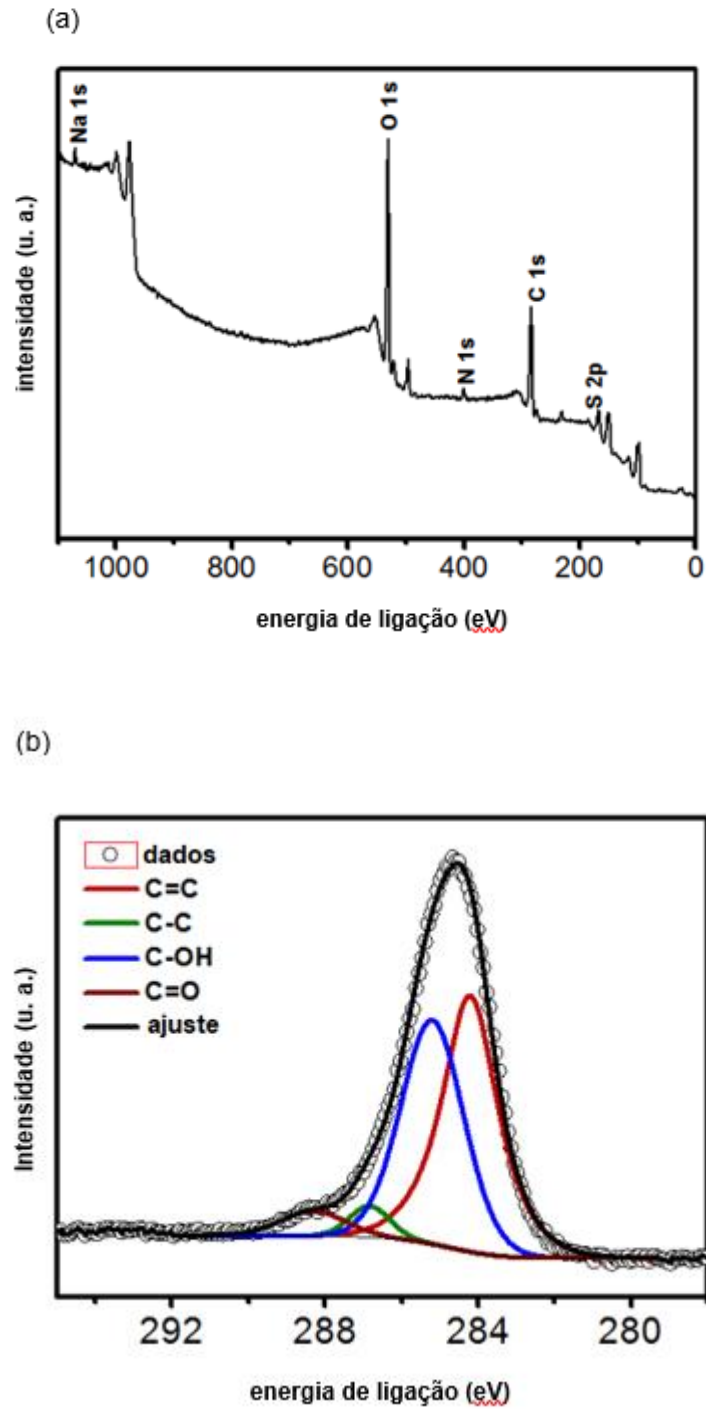 (a)
Na 1s
O 1s
N 1s
C 1s
S 2p
intensidade (u. a.)
1000 800 600 400 200 0
energia de ligação (eV)
(b)
dados
C=C
C-C
C-OH
C=O
ajuste
Intensidade (u. a.)
292 288 284 280
energia de ligação (eV)